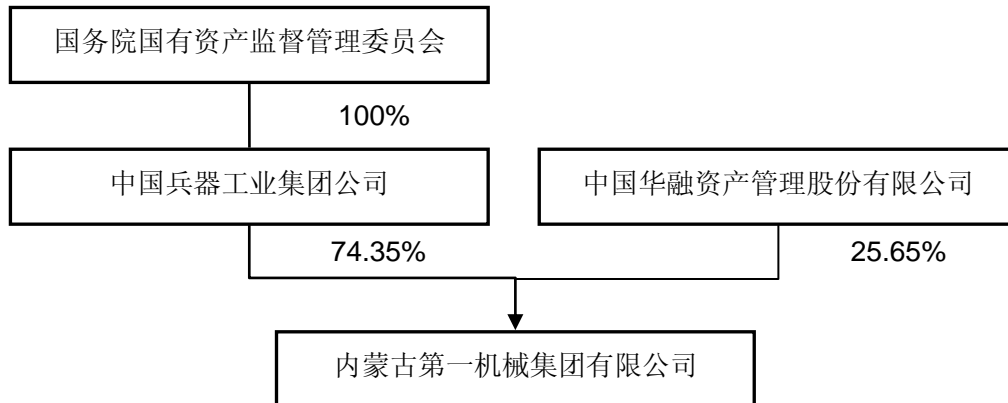 国务院国有资产监督管理委员会
100%
中国兵器工业集团公司
中国华融资产管理股份有限公司
74.35%
25.65%
内蒙古第一机械集团有限公司